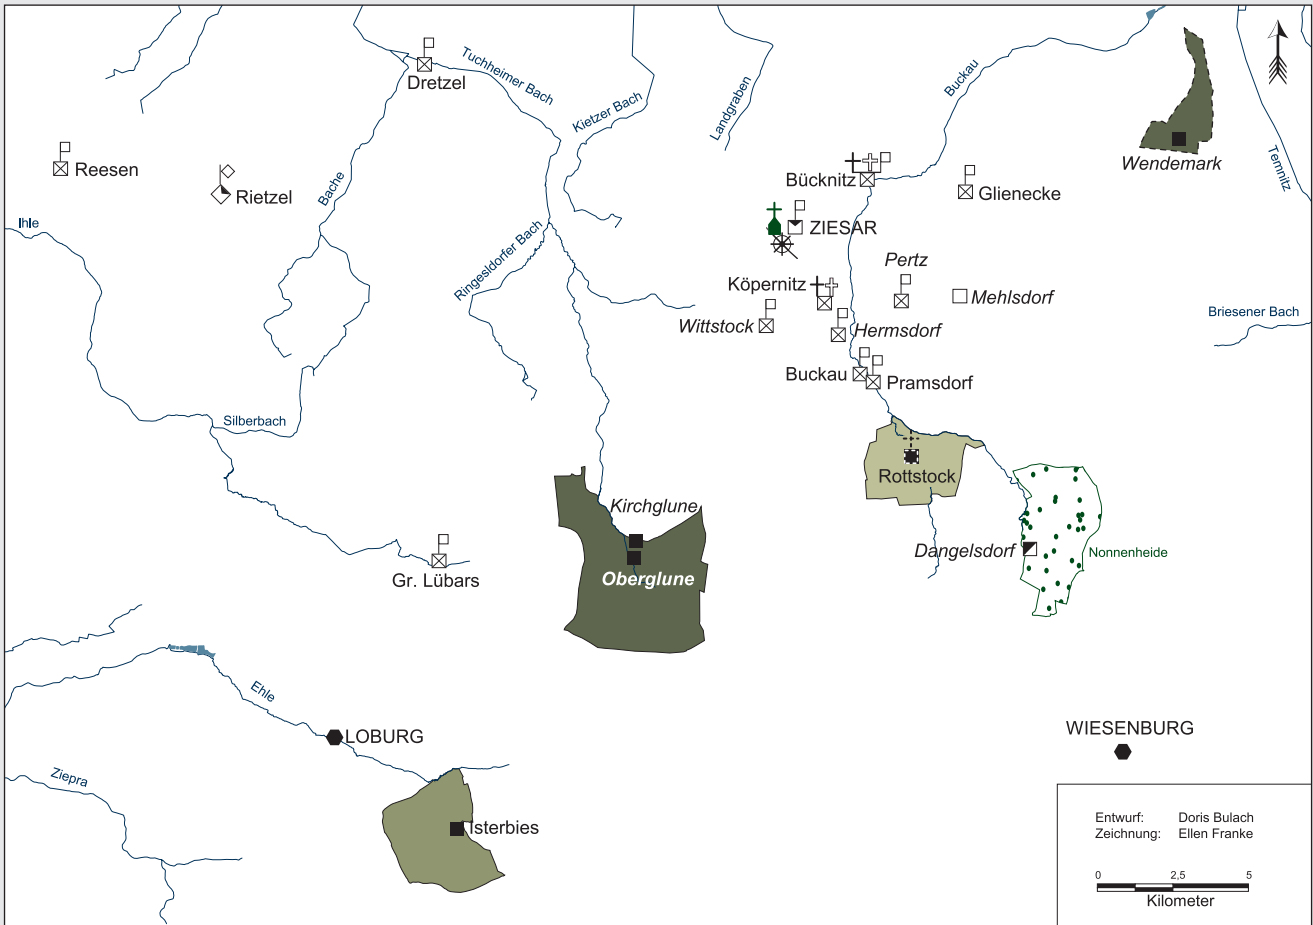 Tuchheimer Bach
Dretzel
Kietzer Bach
Landgraben
Buckau
Temnitz
Wendemark
Reesen
Rietzel
Bache
Bücknitz
Glienecke
Ihle
ZIESAR
Ringesldorfer Bach
Pertz
Köpernitz
Mehlsdorf
Wittstock
Hermsdorf
Briesener Bach
Buckau
Pramsdorf
Silberbach
Rottstock
Kirchglune
Dangelsdorf
Nonnenheide
Gr. Lübars
Oberglune
Ehle
LOBURG
WIESENBURG
Ziepra
Isterbies
Entwurf: Doris Bulach
Zeichnung: Ellen Franke
0 2,5 5
Kilometer